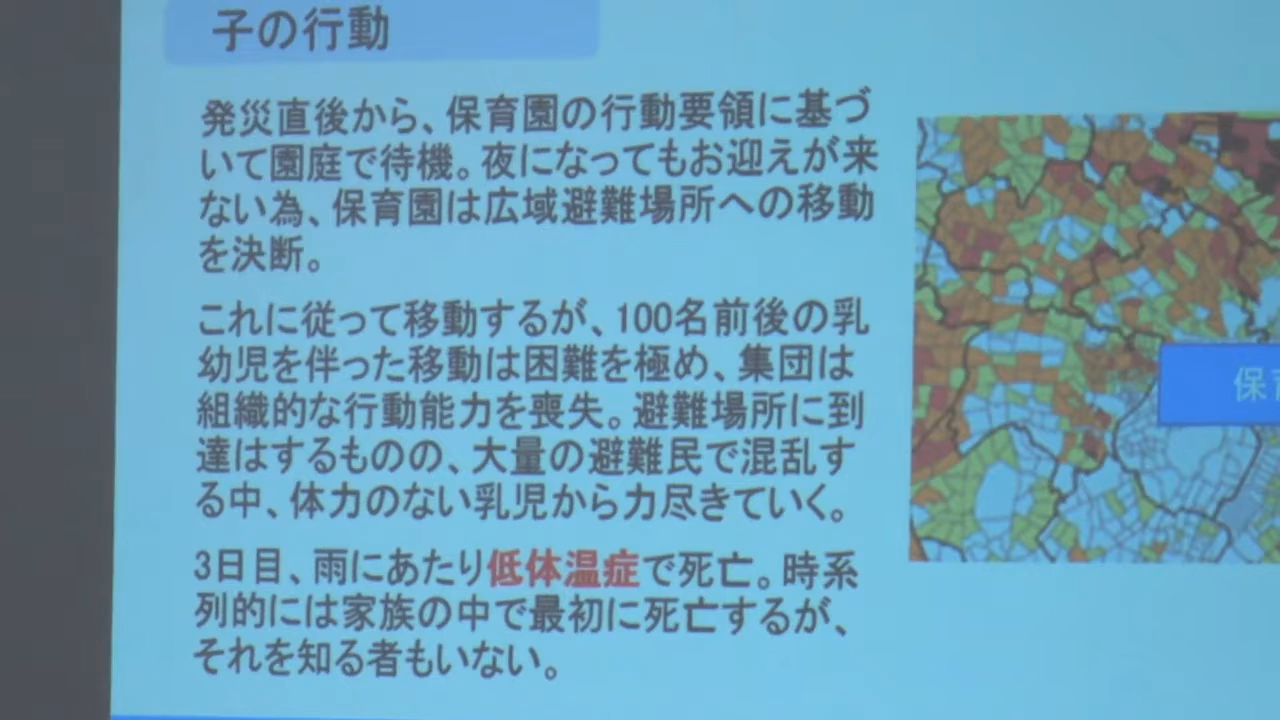 子の行動
発災直後から、保育園の行動要領に基づ
いて園庭で待機。夜になってもお迎えが来
ない為、保育園は広域避難場所への移動
を決断。
これに従って移動するが、100名前後の乳
幼児を伴った移動は困難を極め、集団は
組織的な行動能力を喪失。避難場所に到
達はするものの、大量の避難民で混乱す
る中、体力のない乳児から力尽きていく。
3日目、雨にあたり低体温症で死亡。時系
列的には家族の中で最初に死亡するが、
それを知る者もいない。
保